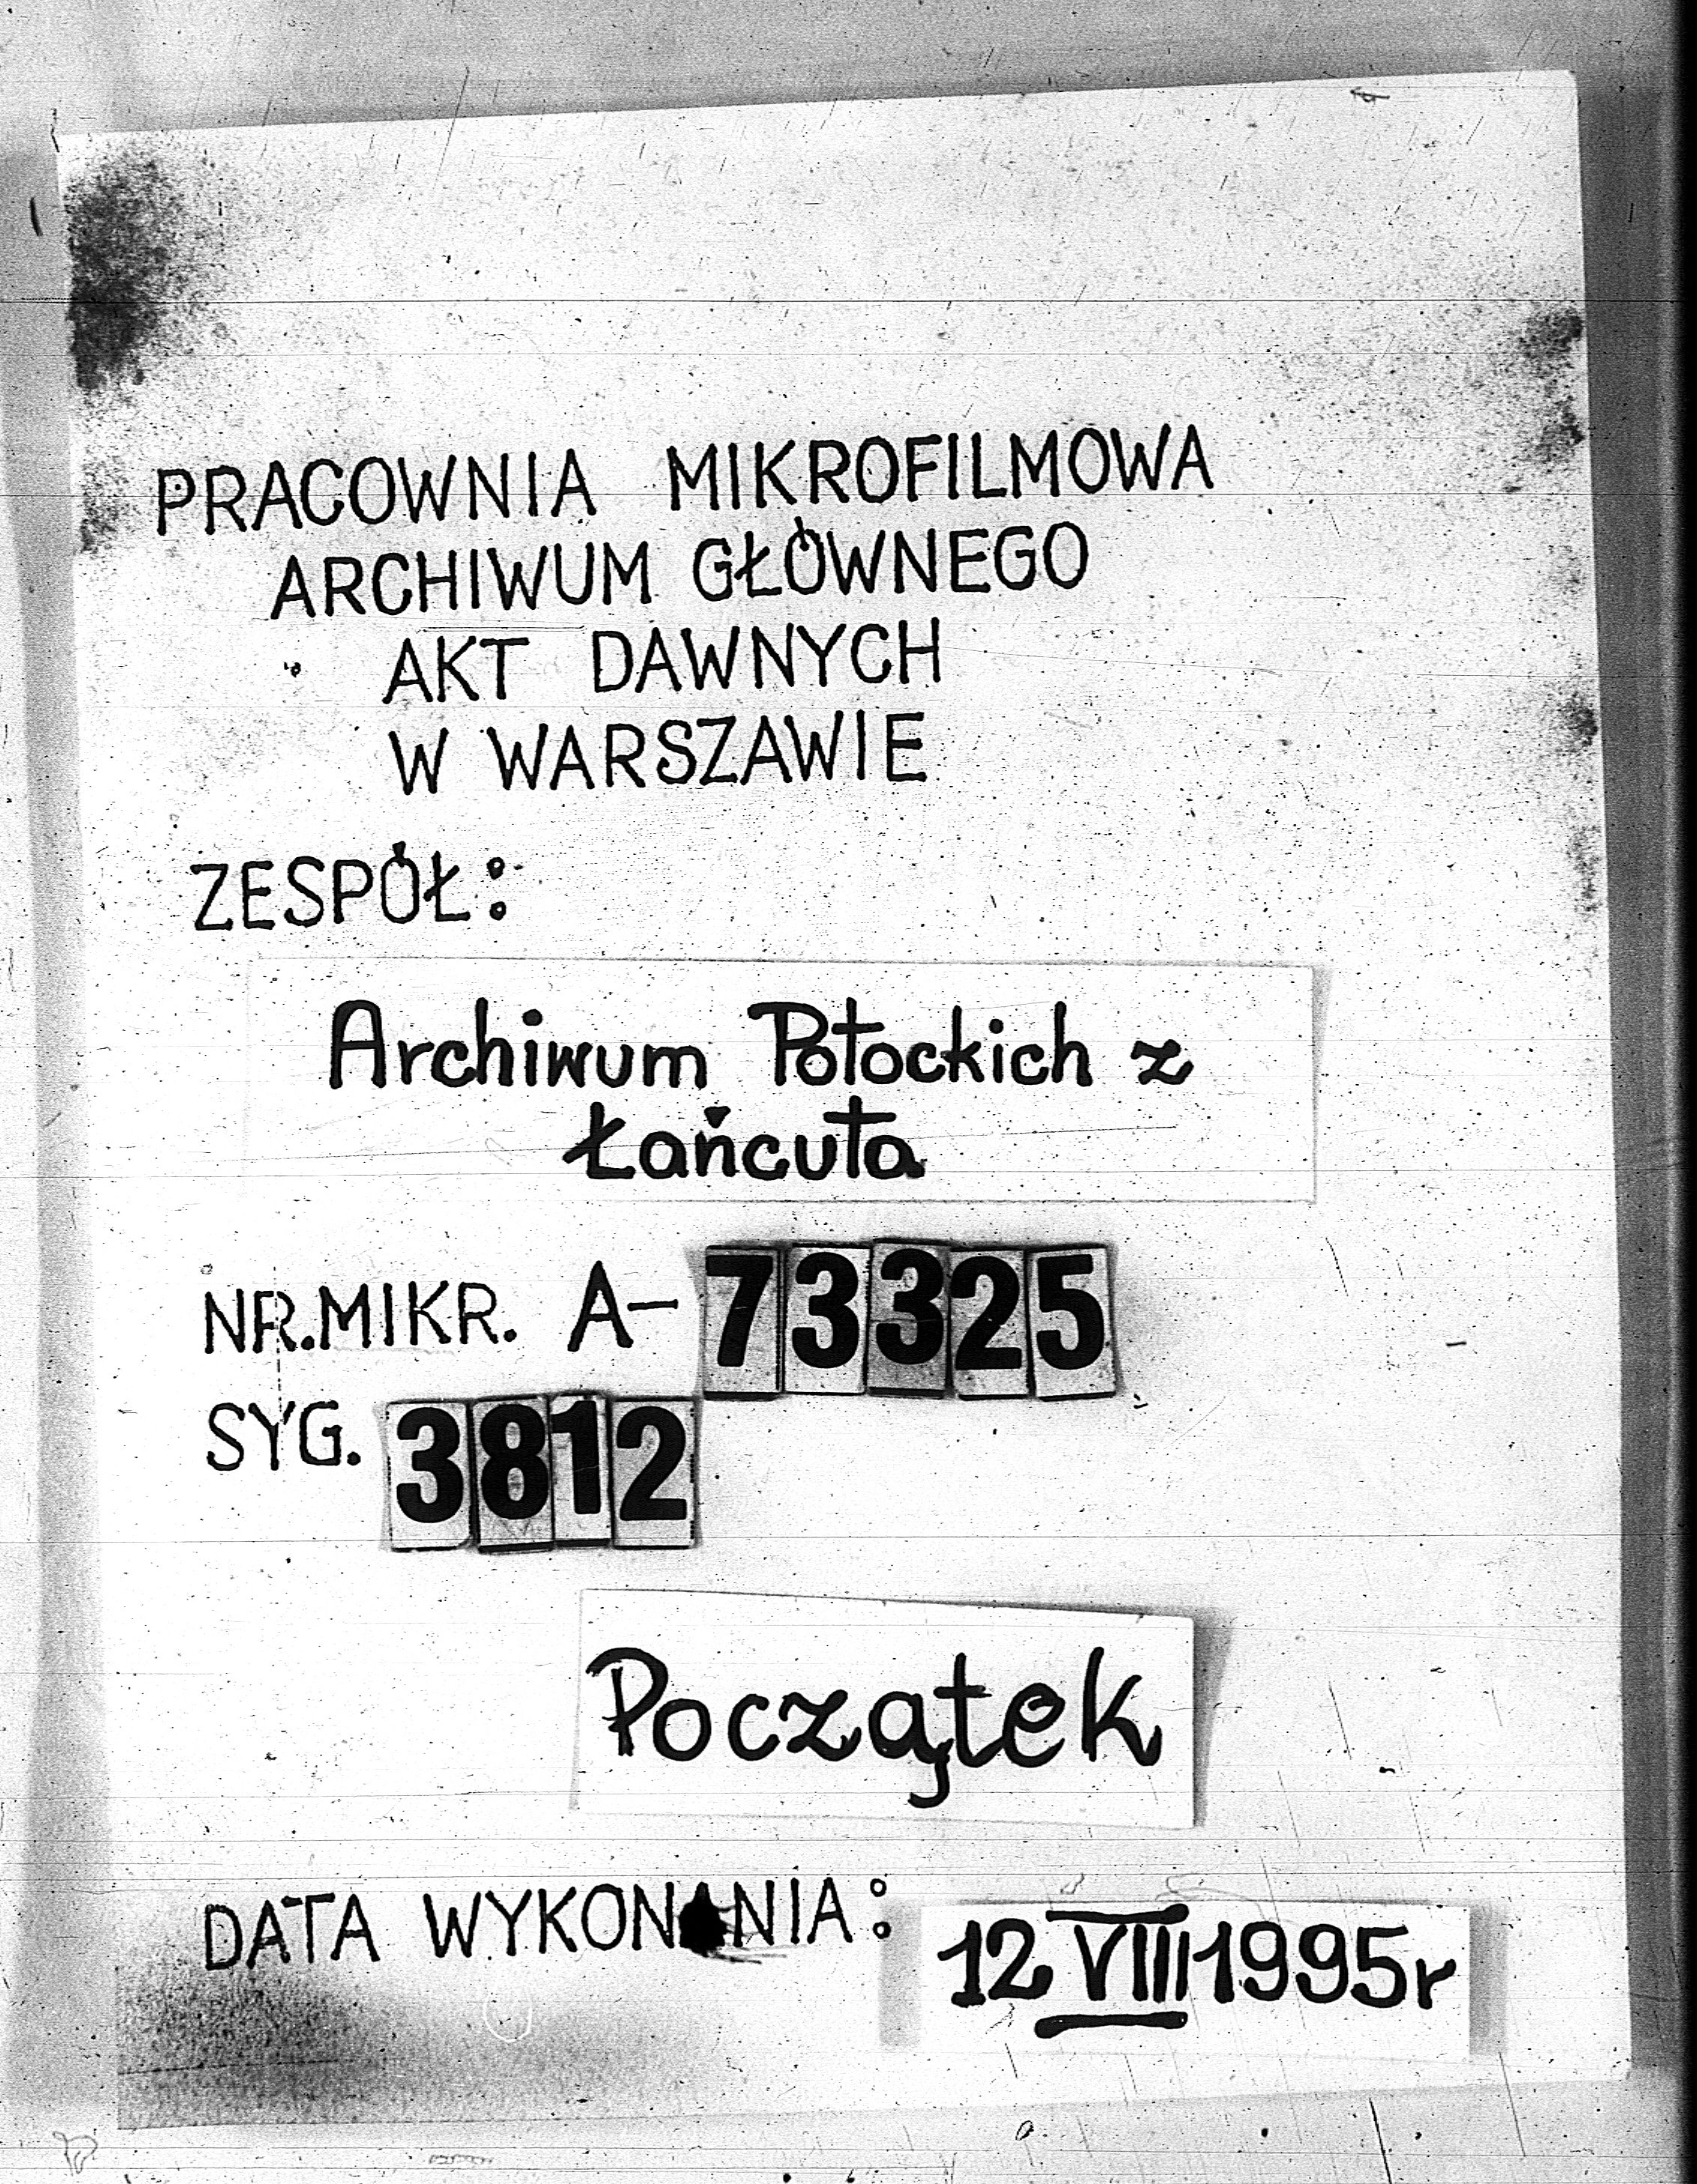 PRACOWNIA MIKROFILMOWA
ARCHIWUM GŁÓWNEGO
AKT DAWNYCH
W WARSZAWIE
ZESPÓŁ:
Archiwum Potockich z
Łańcuta
NR.MIKR. A-73325
SYG. 3812
Początek
DATA WYKONANIA: 12 VIII 1995r